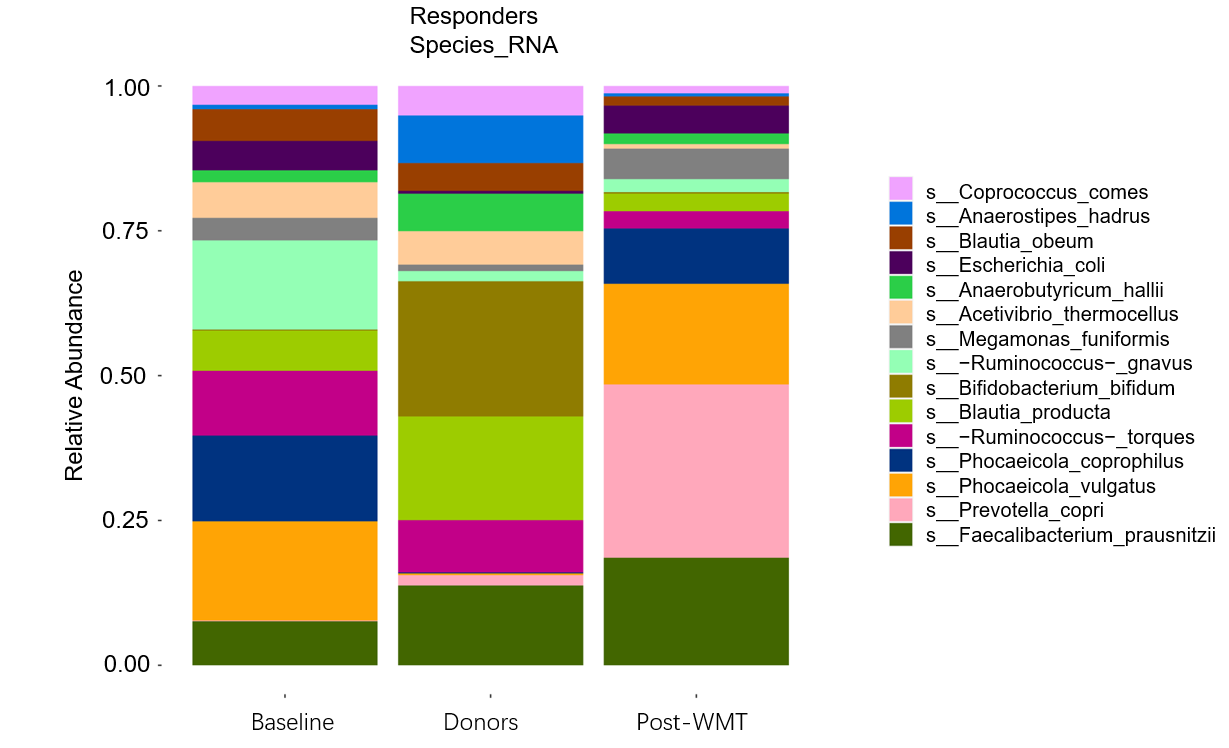 Responders
Species_RNA
1.00
0.75
0.50
0.25
0.00
Relative Abundance
Baseline
Donors
Post-WMT
s__Coprococcus_comes
s__Anaerostipes_hadrus
s__Blautia_obeum
s__Escherichia_coli
s__Anaerobutyricum_hallii
s__Acetivibrio_thermocellus
s__Megamonas_funiformis
s__−Ruminococcus−_gnavus
s__Bifidobacterium_bifidum
s__Blautia_producta
s__−Ruminococcus−_torques
s__Phocaeicola_coprophilus
s__Phocaeicola_vulgatus
s__Prevotella_copri
s__Faecalibacterium_prausnitzii